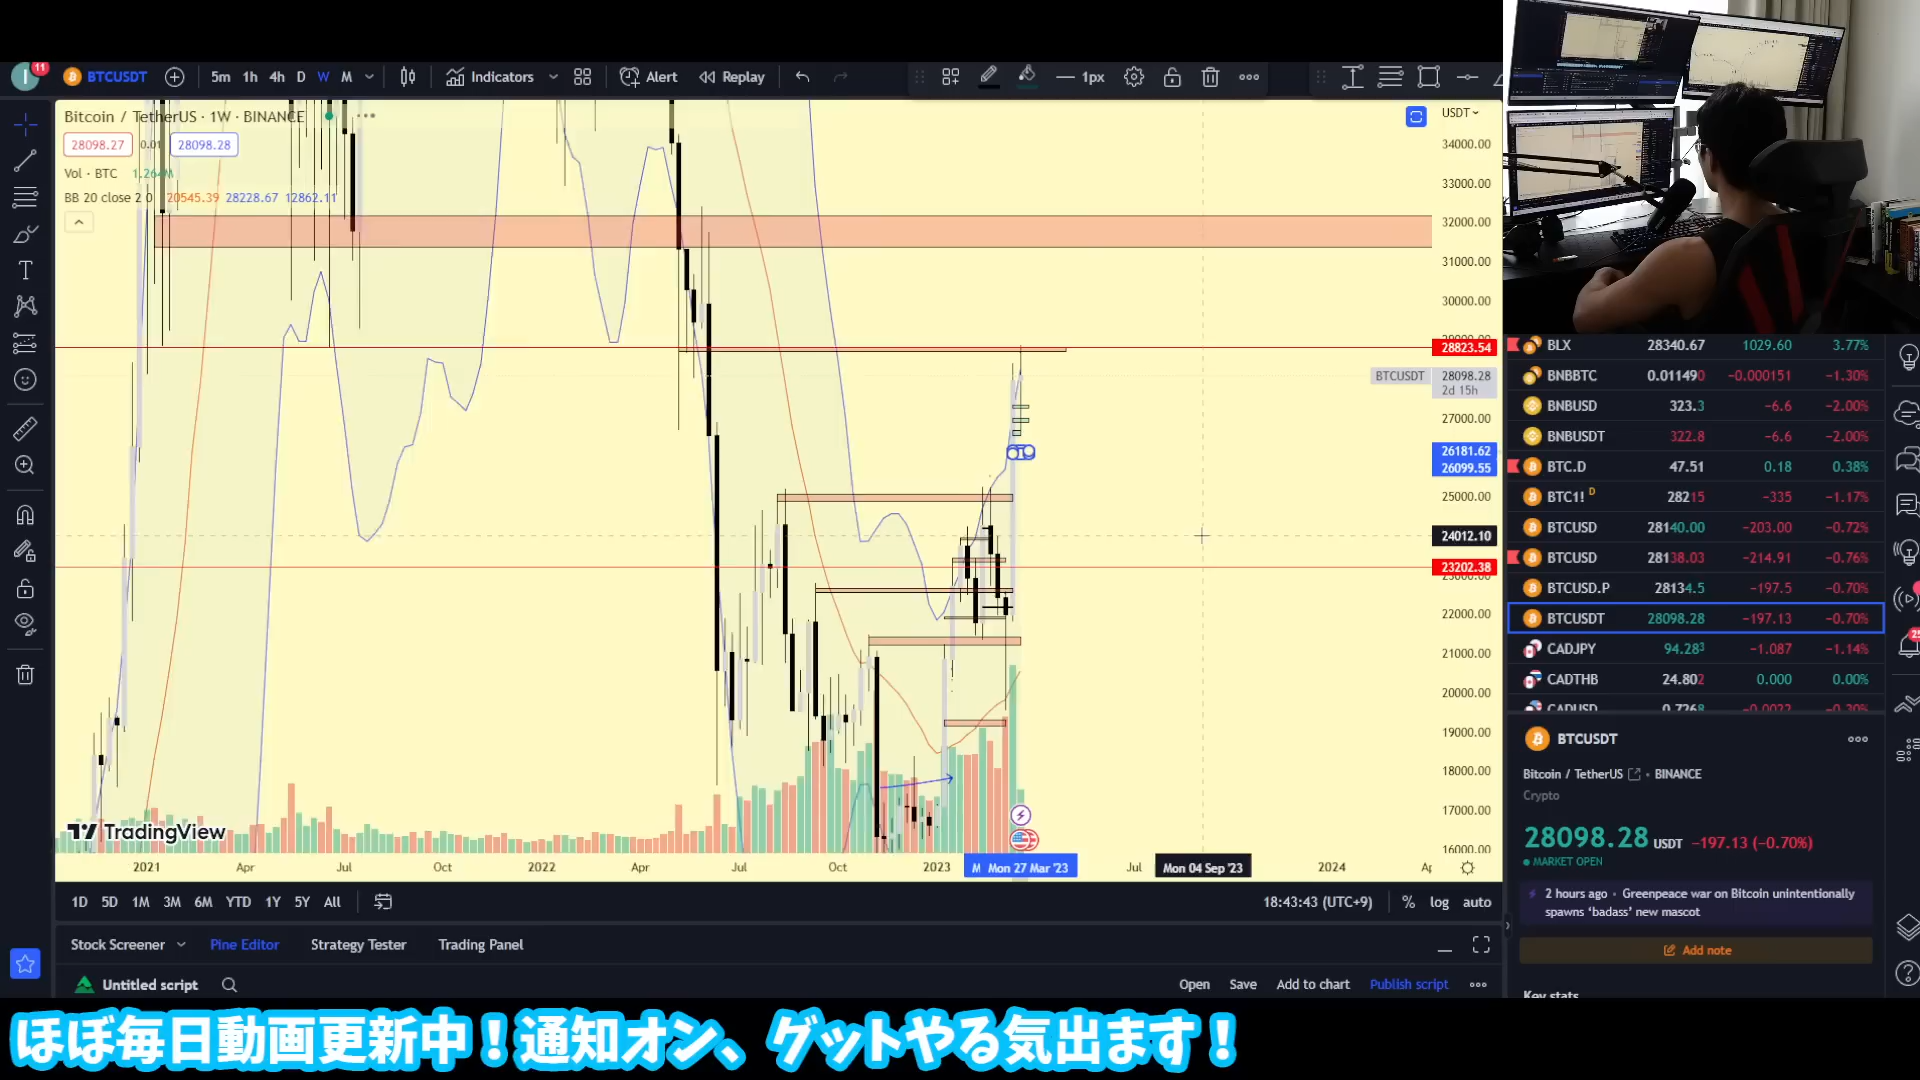 11
BTCUSDT
5m 1h 4h D W M
Indicators
Alert
Replay
1px
Bitcoin / TetherUS · 1W · BINANCE
28098.27 0.01 28098.28
Vol · BTC 1.264M
BB 20 close 2 0 20545.39 28228.67 12862.11
USDT
34000.00
33000.00
32000.00
31000.00
30000.00
28823.54
BTCUSDT 28098.28
2d 15h
27000.00
26181.62
26099.55
25000.00
24012.10
23202.38
22000.00
21000.00
20000.00
19000.00
18000.00
17000.00
16000.00
TradingView
2021 Apr Jul Oct 2022 Apr Jul Oct 2023 M Mon 27 Mar '23 Jul Mon 04 Sep '23 2024
1D 5D 1M 3M 6M YTD 1Y 5Y All
18:43:43 (UTC+9) % log auto
Stock Screener Pine Editor Strategy Tester Trading Panel
Untitled script
Open Save Add to chart Publish script
BLX 28340.67 1029.60 3.77%
BNBBTC 0.011490 −0.000151 −1.30%
BNBUSD 323.3 −6.6 −2.00%
BNBUSDT 322.8 −6.6 −2.00%
BTC.D 47.51 0.18 0.38%
BTC1! D 28215 −335 −1.17%
BTCUSD 28140.00 −203.00 −0.72%
BTCUSD 28138.03 −214.91 −0.76%
BTCUSD.P 28134.5 −197.5 −0.70%
BTCUSDT 28098.28 −197.13 −0.70%
CADJPY 94.283 −1.087 −1.14%
CADTHB 24.802 0.000 0.00%
BTCUSDT
Bitcoin / TetherUS · BINANCE
Crypto
28098.28 USDT −197.13 (−0.70%)
MARKET OPEN
2 hours ago · Greenpeace war on Bitcoin unintentionally
spawns ‘badass’ new mascot
Add note
Key stats
ほぼ毎日動画更新中！通知オン、グットやる気出ます！